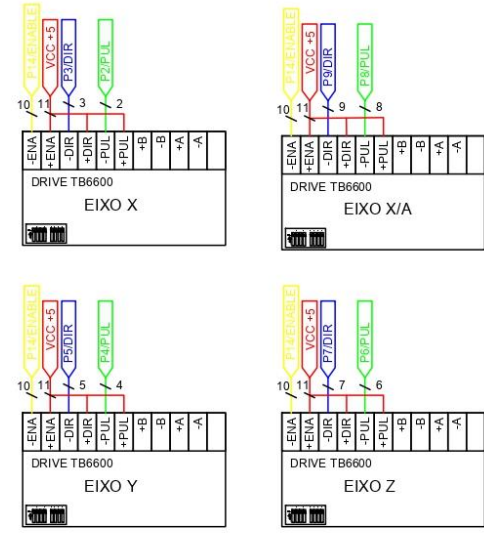 P14/ENABLE
VCC +5
P3/DIR
P2/PUL
10 11 3 2
-ENA
+ENA
-DIR
+DIR
-PUL
+PUL
+B
-B
+A
-A
DRIVE TB6600
EIXO X
P14/ENABLE
VCC +5
P9/DIR
P8/PUL
10 11 9 8
-ENA
+ENA
-DIR
+DIR
-PUL
+PUL
+B
-B
+A
-A
DRIVE TB6600
EIXO X/A
P14/ENABLE
VCC +5
P5/DIR
P4/PUL
10 11 5 4
-ENA
+ENA
-DIR
+DIR
-PUL
+PUL
+B
-B
+A
-A
DRIVE TB6600
EIXO Y
P14/ENABLE
VCC +5
P7/DIR
P6/PUL
10 11 7 6
-ENA
+ENA
-DIR
+DIR
-PUL
+PUL
+B
-B
+A
-A
DRIVE TB6600
EIXO Z